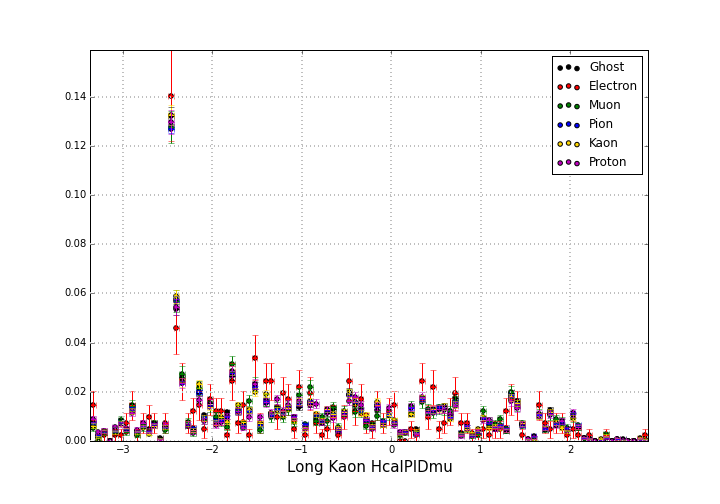 0.14
0.12
0.10
0.08
0.06
0.04
0.02
0.00
Ghost
Electron
Muon
Pion
Kaon
Proton
−3 −2 −1 0 1 2
Long Kaon HcalPIDmu